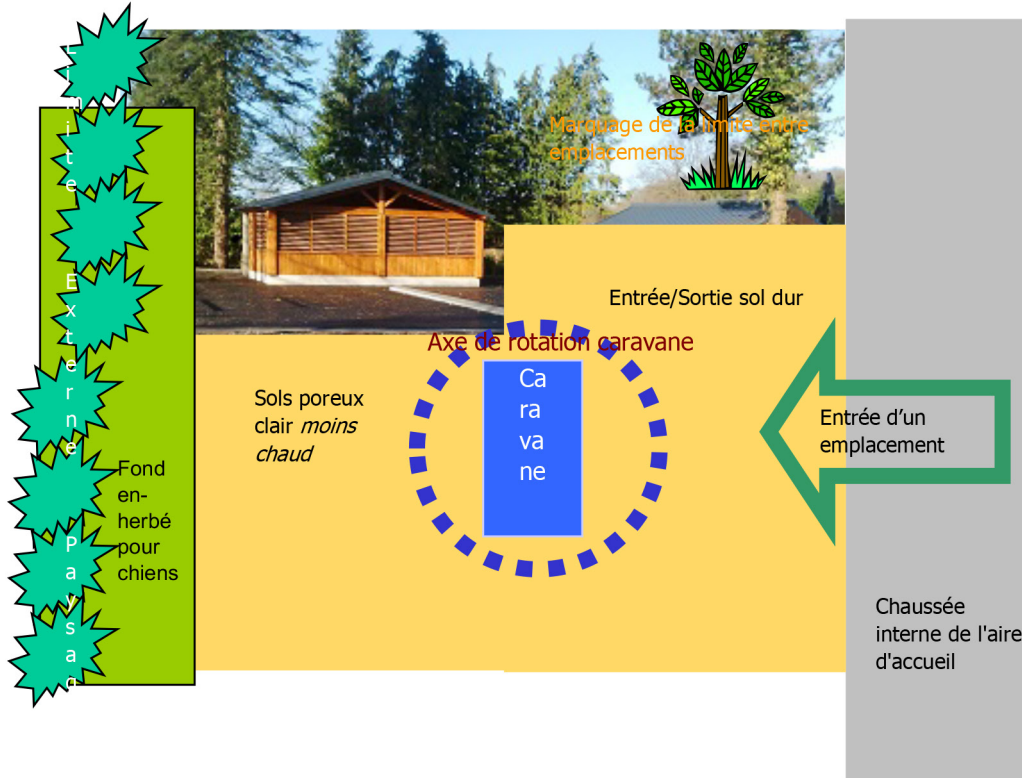 Limite Externe Paysag
Marquage de la limite entre
emplacements
Entrée/Sortie sol dur
Axe de rotation caravane
Ca
ra
va
ne
Sols poreux
clair moins
chaud
Entrée d'un
emplacement
Fond
en-
herbé
pour
chiens
Chaussée
interne de l'aire
d'accueil